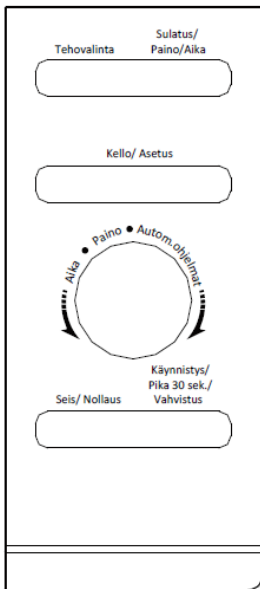 Tehovalinta
Sulatus/
Paino/Aika
Kello/ Asetus
Aika • Paino • Autom.ohjelmat
Seis/ Nollaus
Käynnistys/
Pika 30 sek./
Vahvistus